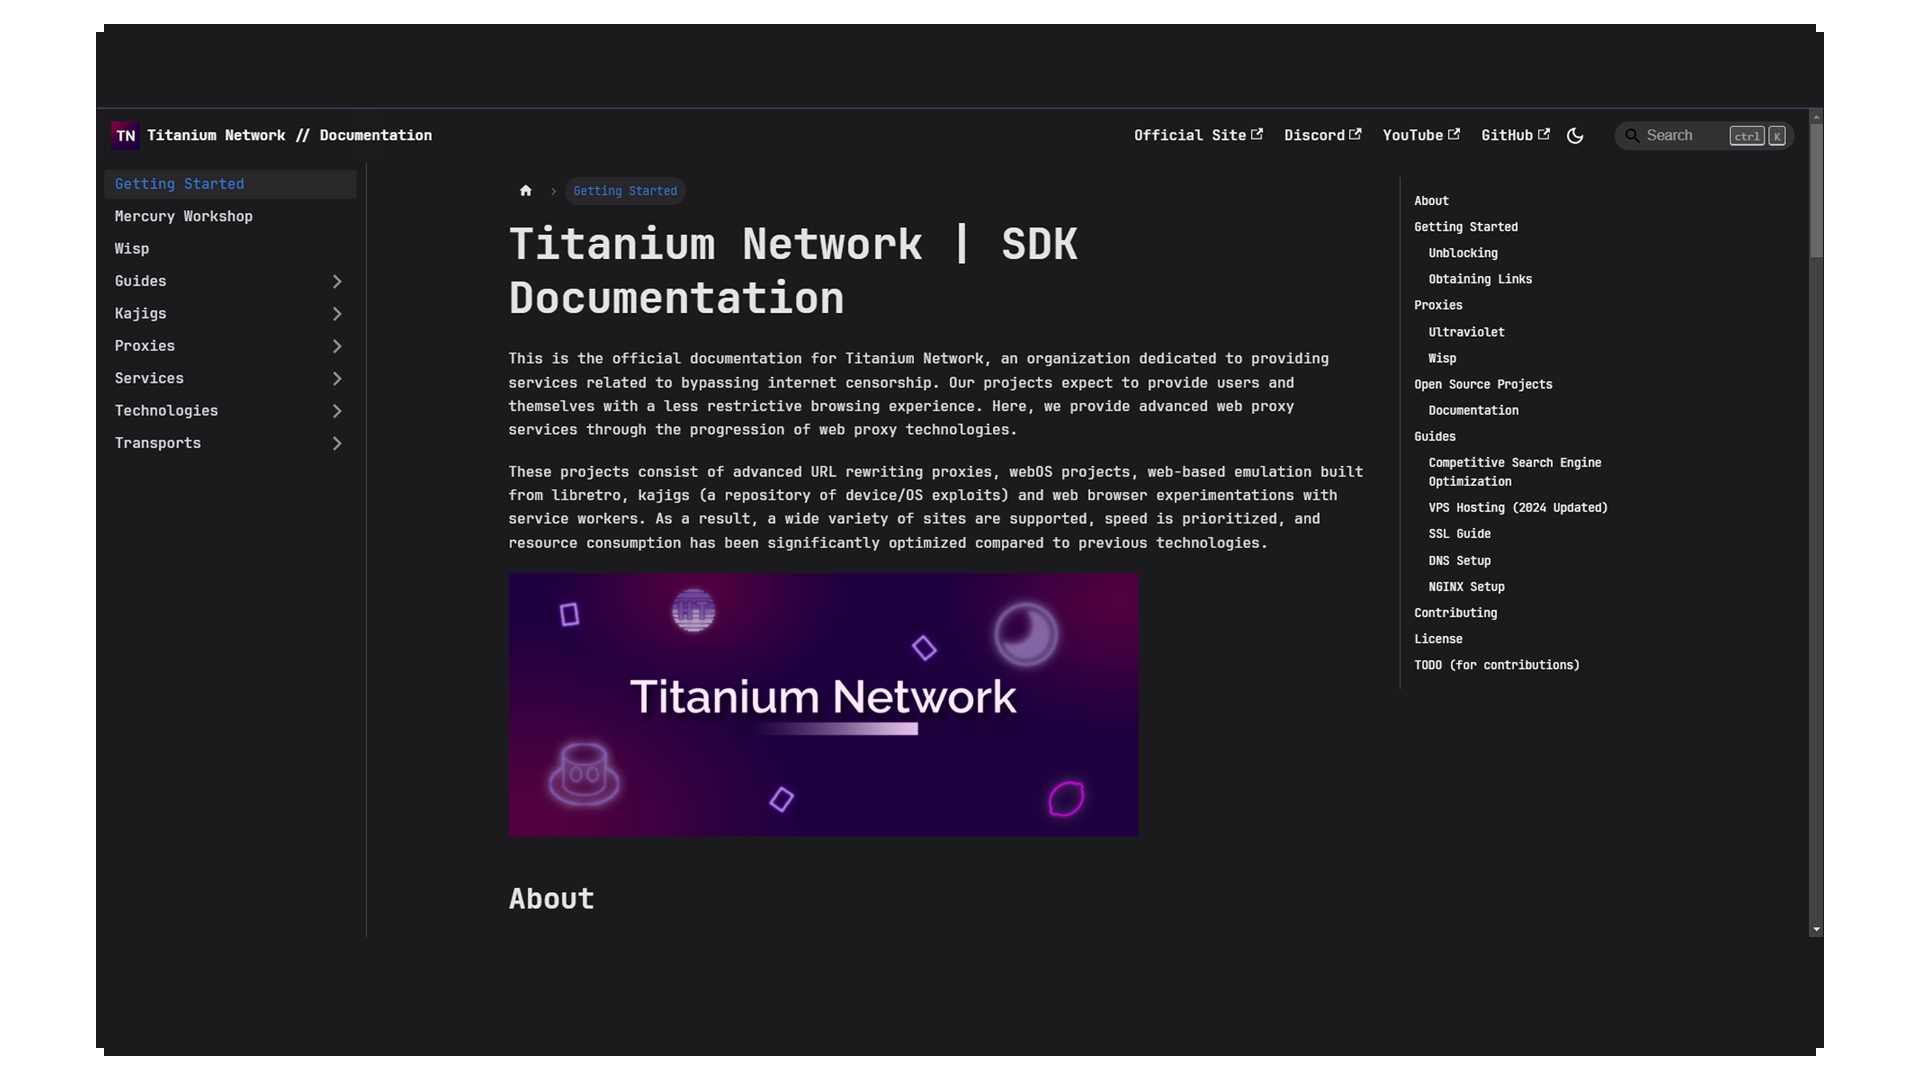 TN Titanium Network // Documentation
Official Site Discord YouTube GitHub Search ctrl K
Getting Started
Mercury Workshop
Wisp
Guides
Kajigs
Proxies
Services
Technologies
Transports
Getting Started
Titanium Network | SDK
Documentation
This is the official documentation for Titanium Network, an organization dedicated to providing
services related to bypassing internet censorship. Our projects expect to provide users and
themselves with a less restrictive browsing experience. Here, we provide advanced web proxy
services through the progression of web proxy technologies.
These projects consist of advanced URL rewriting proxies, webOS projects, web-based emulation built
from libretro, kajigs (a repository of device/OS exploits) and web browser experimentations with
service workers. As a result, a wide variety of sites are supported, speed is prioritized, and
resource consumption has been significantly optimized compared to previous technologies.
HT
Titanium Network
About
About
Getting Started
Unblocking
Obtaining Links
Proxies
Ultraviolet
Wisp
Open Source Projects
Documentation
Guides
Competitive Search Engine
Optimization
VPS Hosting (2024 Updated)
SSL Guide
DNS Setup
NGINX Setup
Contributing
License
TODO (for contributions)